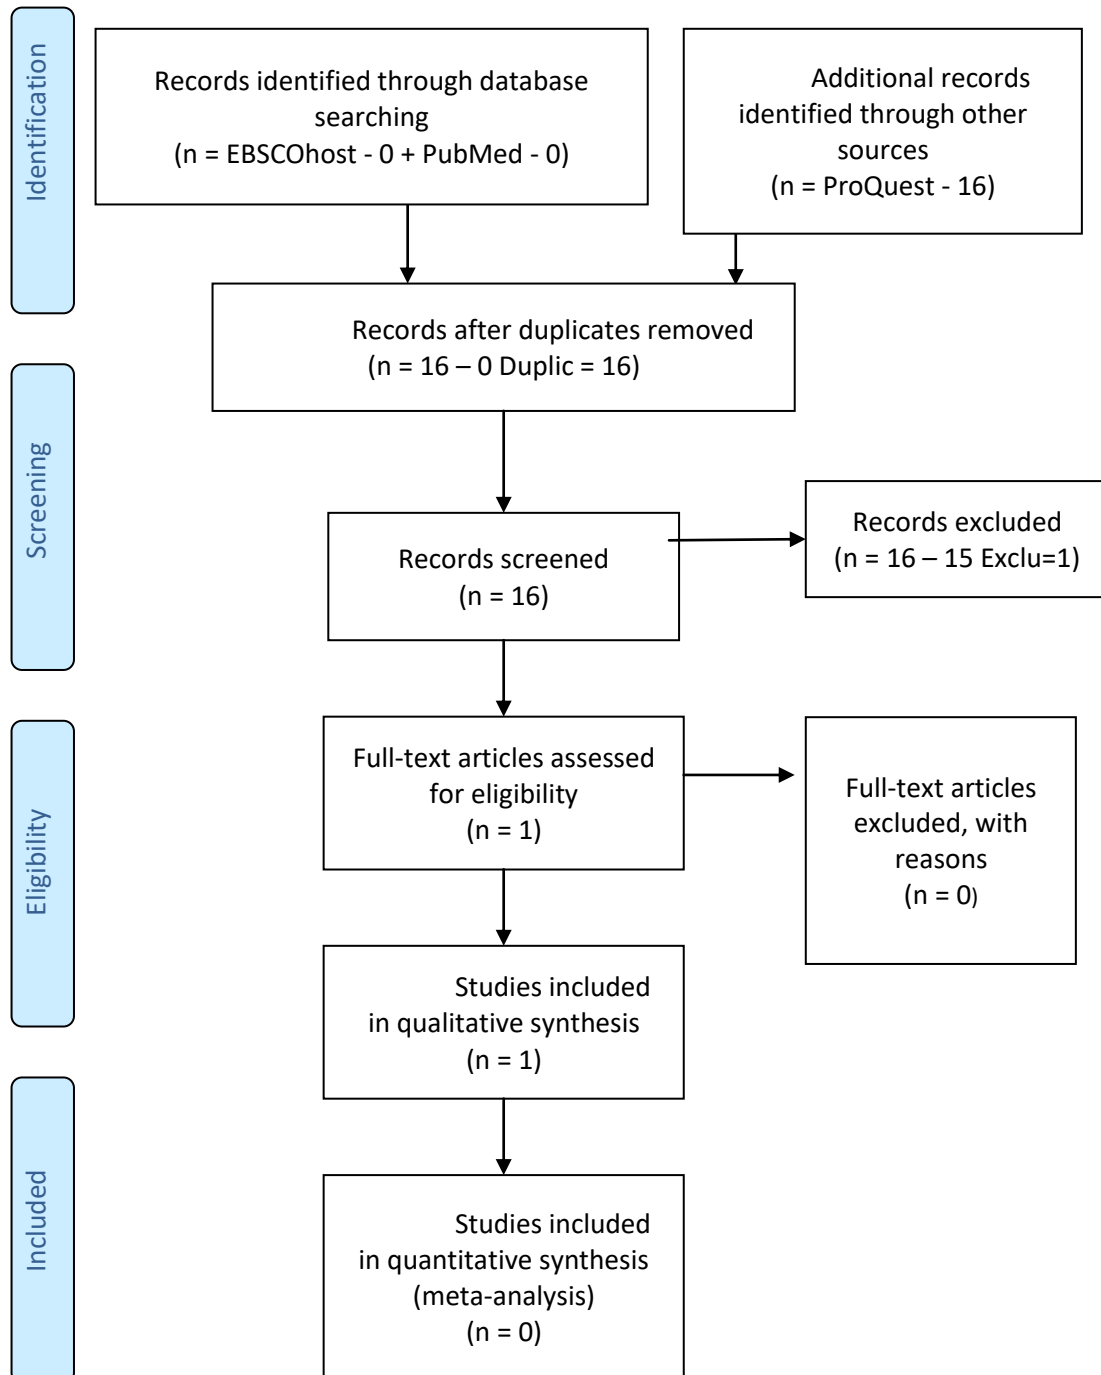 Identification
Records identified through database
searching
(n = EBSCOhost - 0 + PubMed - 0)
Additional records
identified through other
sources
(n = ProQuest - 16)
Records after duplicates removed
(n = 16 – 0 Duplic = 16)
Screening
Records screened
(n = 16)
Records excluded
(n = 16 – 15 Exclu=1)
Eligibility
Full-text articles assessed
for eligibility
(n = 1)
Full-text articles
excluded, with
reasons
(n = 0)
Studies included
in qualitative synthesis
(n = 1)
Included
Studies included
in quantitative synthesis
(meta-analysis)
(n = 0)